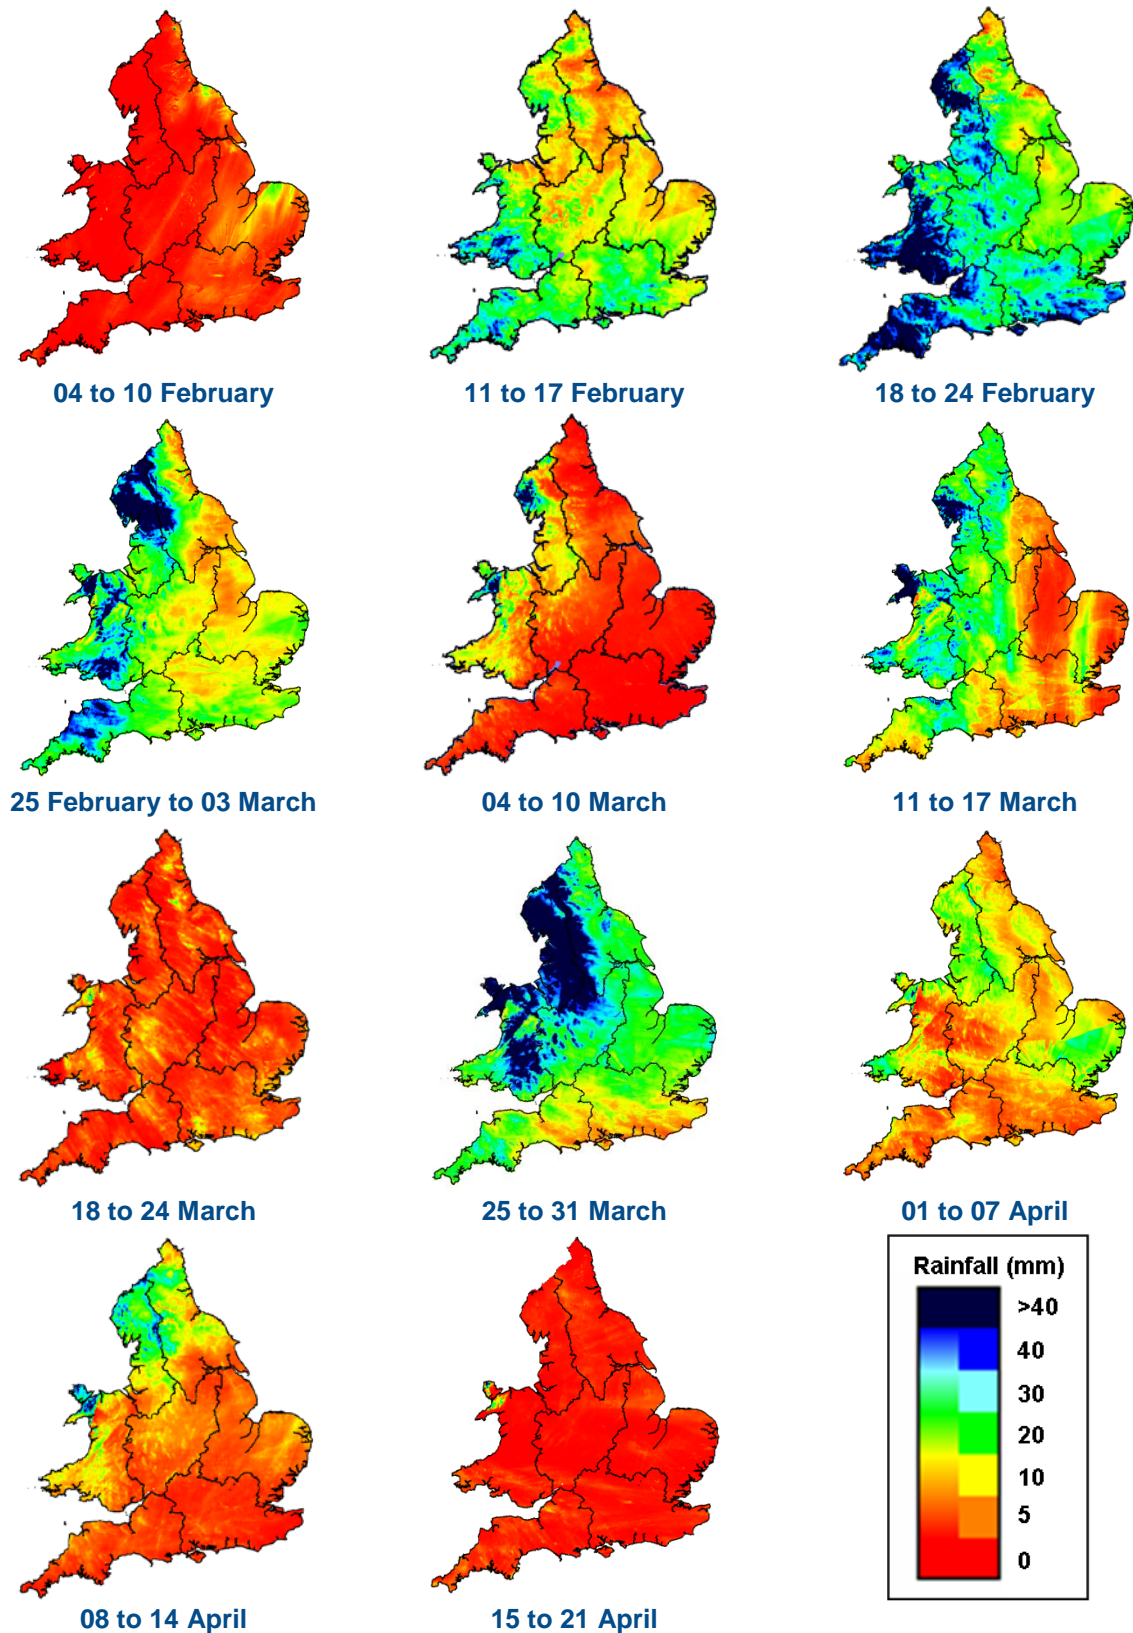 04 to 10 February
11 to 17 February
18 to 24 February
25 February to 03 March
04 to 10 March
11 to 17 March
18 to 24 March
25 to 31 March
01 to 07 April
Rainfall (mm)
>40
40
30
20
10
5
0
08 to 14 April
15 to 21 April